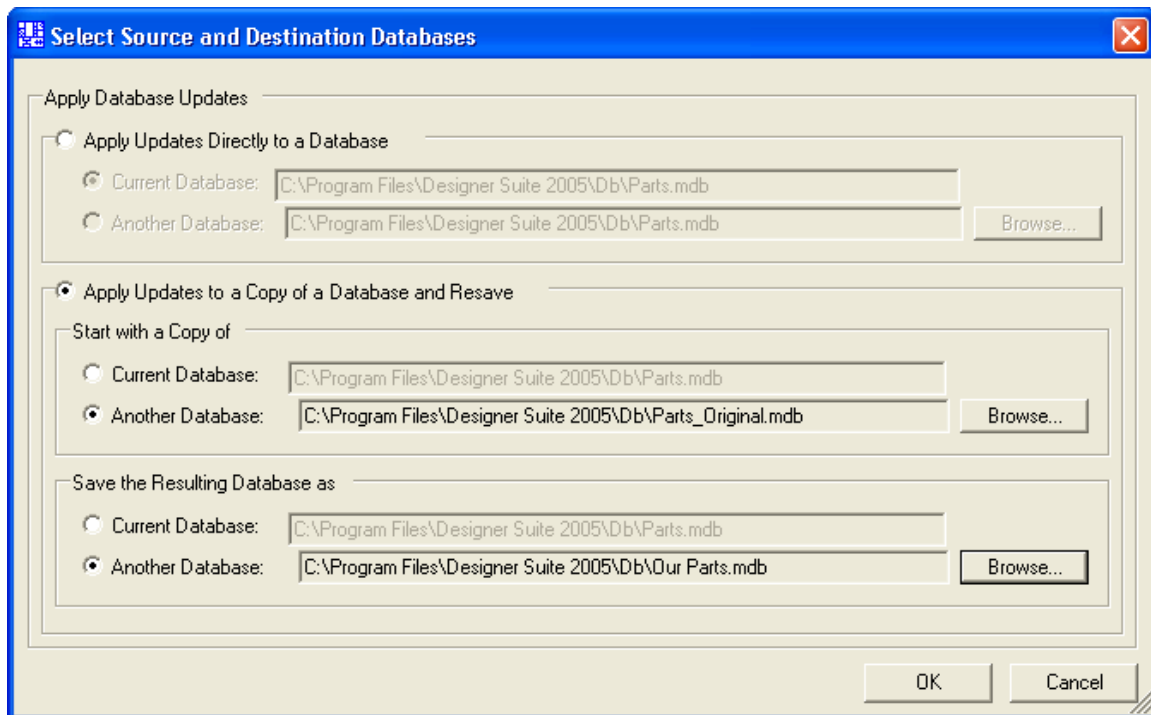 Select Source and Destination Databases
Apply Database Updates
Apply Updates Directly to a Database
Current Database: C:\Program Files\Designer Suite 2005\Db\Parts.mdb
Another Database: C:\Program Files\Designer Suite 2005\Db\Parts.mdb Browse...
Apply Updates to a Copy of a Database and Resave
Start with a Copy of
Current Database: C:\Program Files\Designer Suite 2005\Db\Parts.mdb
Another Database: C:\Program Files\Designer Suite 2005\Db\Parts_Original.mdb Browse...
Save the Resulting Database as
Current Database: C:\Program Files\Designer Suite 2005\Db\Parts.mdb
Another Database: C:\Program Files\Designer Suite 2005\Db\Our Parts.mdb Browse...
OK Cancel